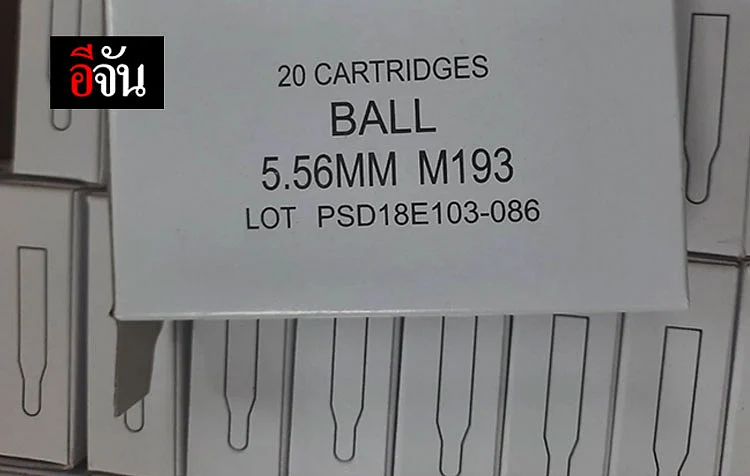 อีจัน
20 CARTRIDGES
BALL
5.56MM M193
LOT PSD18E103-086